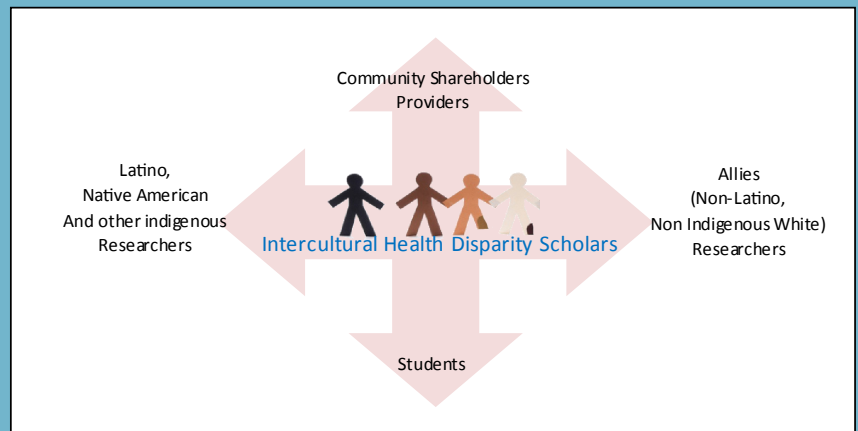 Community Shareholders
Providers
Latino,
Native American
And other indigenous
Researchers
Allies
(Non-Latino,
Non Indigenous White)
Researchers
Intercultural Health Disparity Scholars
Students